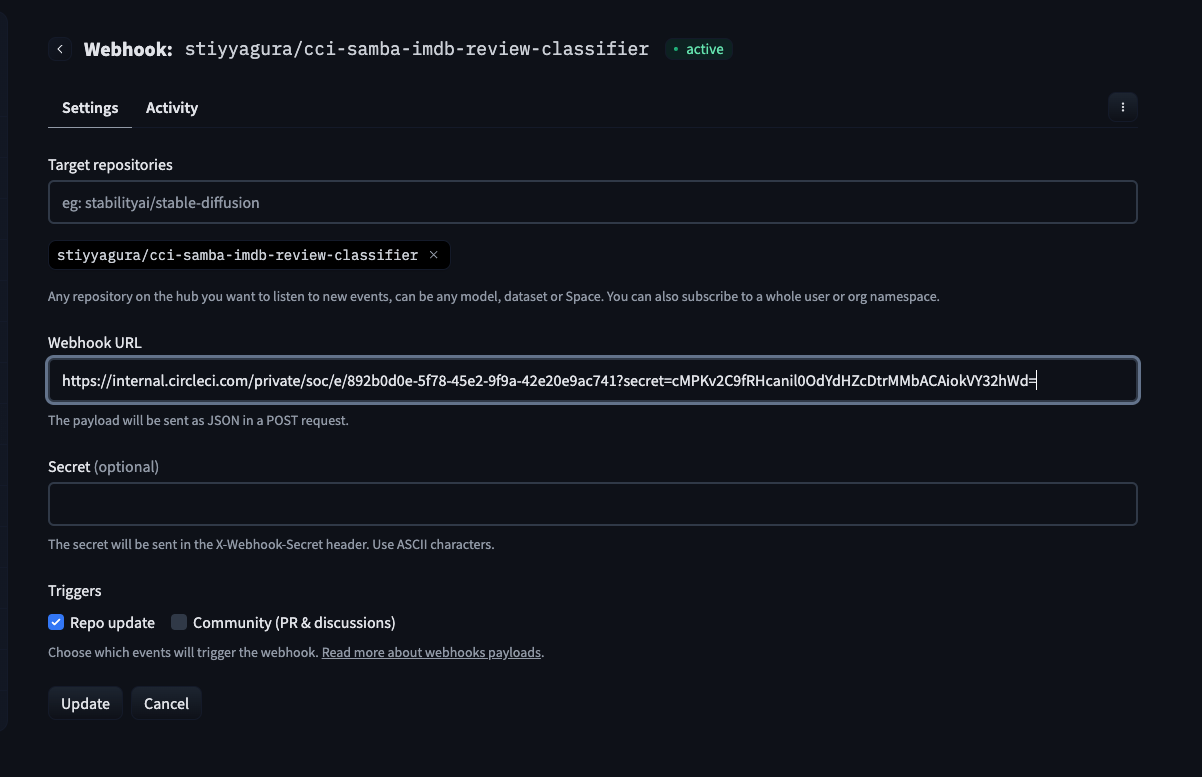 Webhook: stiyyagura/cci-samba-imdb-review-classifier • active
Settings Activity
Target repositories
eg: stabilityai/stable-diffusion
stiyyagura/cci-samba-imdb-review-classifier ×
Any repository on the hub you want to listen to new events, can be any model, dataset or Space. You can also subscribe to a whole user or org namespace.
Webhook URL
https://internal.circleci.com/private/soc/e/892b0d0e-5f78-45e2-9f9a-42e20e9ac741?secret=cMPKv2C9fRHcanil0OdYdHZcDtrMMbACAiokVY32hWd=
The payload will be sent as JSON in a POST request.
Secret (optional)
The secret will be sent in the X-Webhook-Secret header. Use ASCII characters.
Triggers
Repo update Community (PR & discussions)
Choose which events will trigger the webhook. Read more about webhooks payloads.
Update Cancel